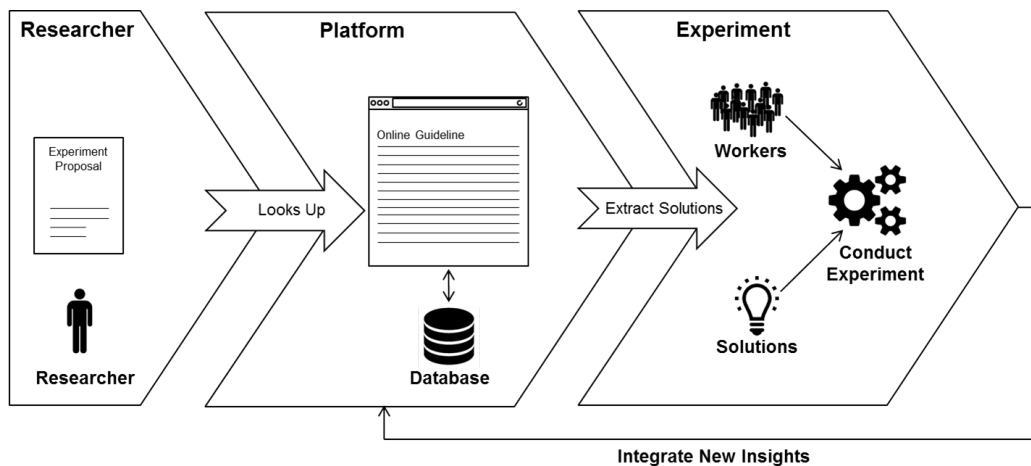 Researcher
Experiment
Proposal
Researcher
Looks Up
Platform
Online Guideline
Database
Extract Solutions
Experiment
Workers
Solutions
Conduct
Experiment
Integrate New Insights